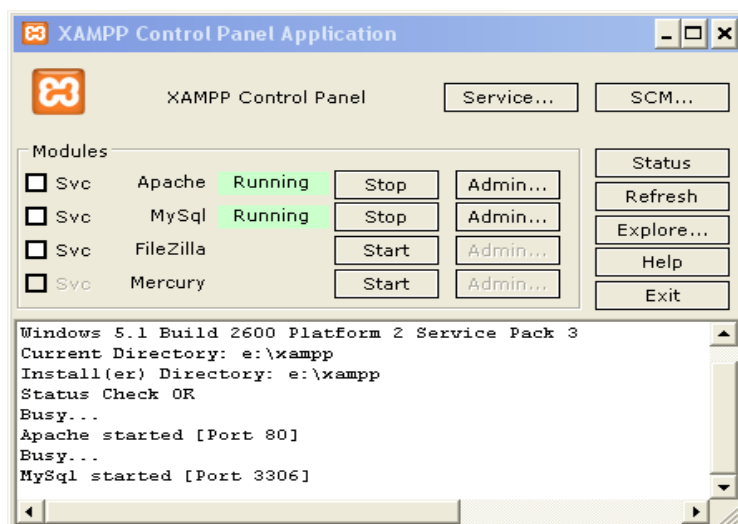 XAMPP Control Panel Application
XAMPP Control Panel Service... SCM...
Modules
Svc Apache Running Stop Admin...
Svc MySql Running Stop Admin...
Svc FileZilla Start Admin...
Svc Mercury Start Admin...
Status
Refresh
Explore...
Help
Exit
Windows 5.1 Build 2600 Platform 2 Service Pack 3
Current Directory: e:\xampp
Install(er) Directory: e:\xampp
Status Check OK
Busy...
Apache started [Port 80]
Busy...
MySql started [Port 3306]